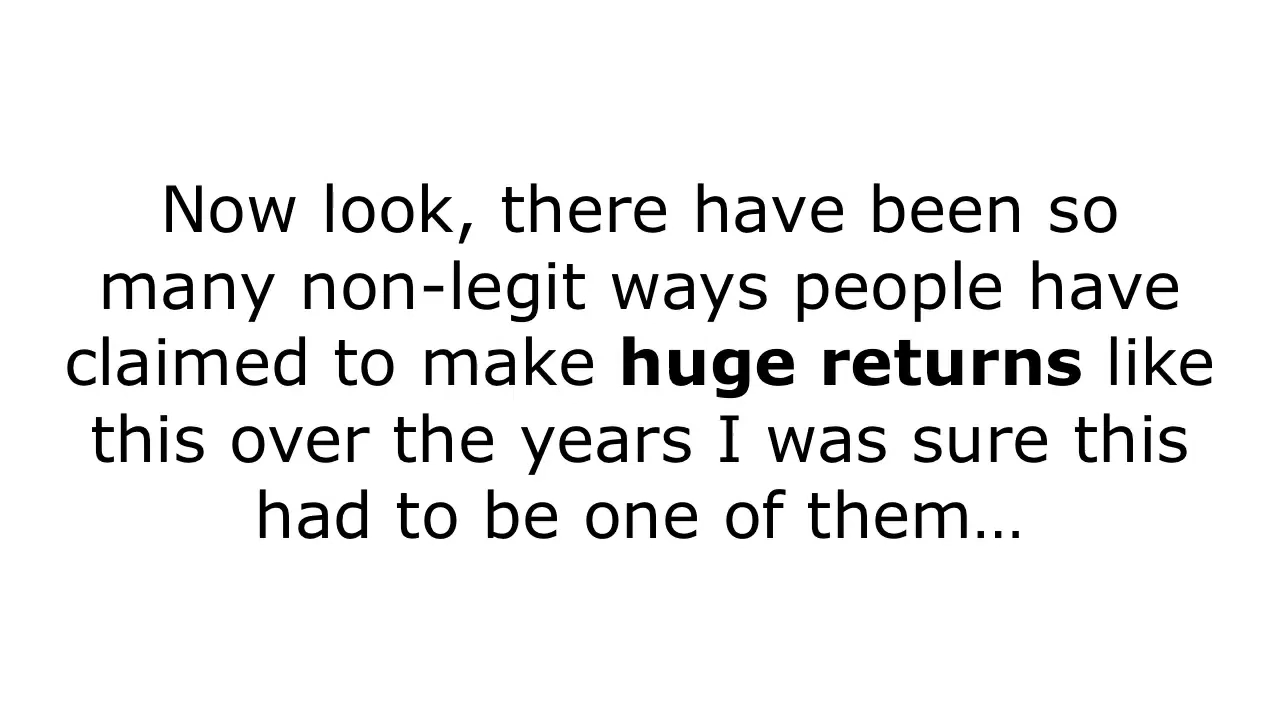 Now look, there have been so
many non-legit ways people have
claimed to make huge returns like
this over the years I was sure this
had to be one of them…